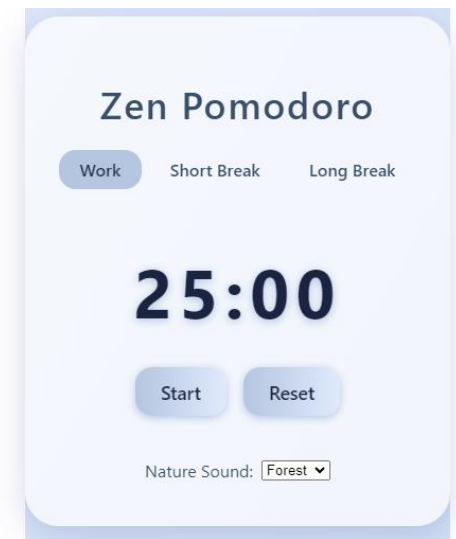 Zen Pomodoro
Work Short Break Long Break
25:00
Start Reset
Nature Sound: Forest